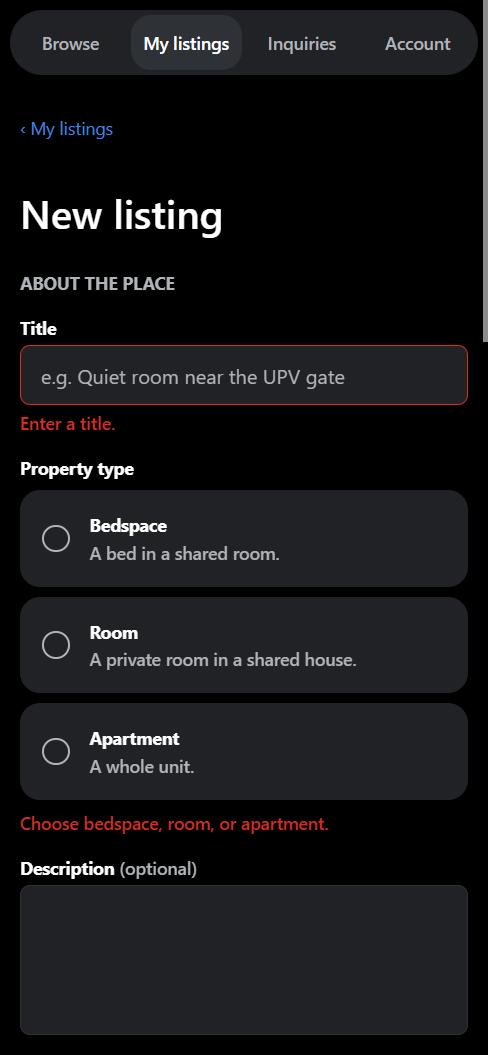 Browse My listings Inquiries Account
‹ My listings
New listing
ABOUT THE PLACE
Title
e.g. Quiet room near the UPV gate
Enter a title.
Property type
Bedspace
A bed in a shared room.
Room
A private room in a shared house.
Apartment
A whole unit.
Choose bedspace, room, or apartment.
Description (optional)